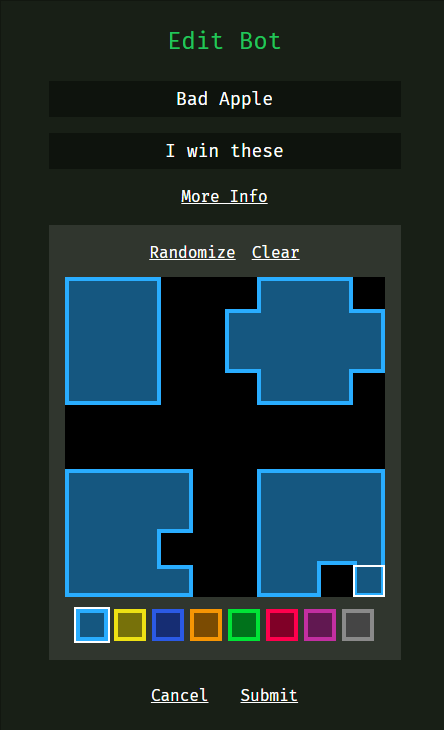 Edit Bot
Bad Apple
I win these
More Info
Randomize Clear
Cancel Submit